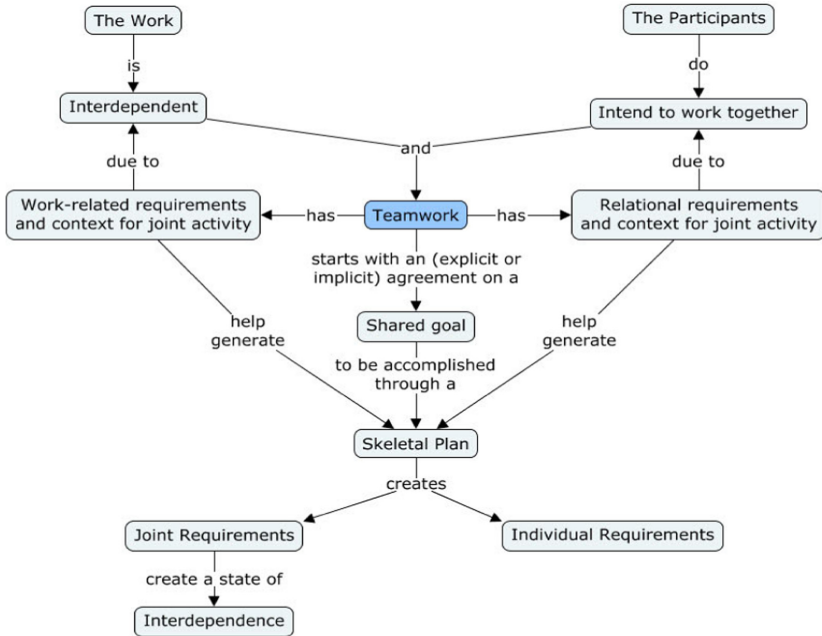 The Work
The Participants
is
do
Interdependent
Intend to work together
and
due to
due to
Work-related requirements
and context for joint activity
has
Teamwork
has
Relational requirements
and context for joint activity
starts with an (explicit or
implicit) agreement on a
Shared goal
help
generate
help
generate
to be accomplished
through a
Skeletal Plan
creates
Joint Requirements
Individual Requirements
create a state of
Interdependence